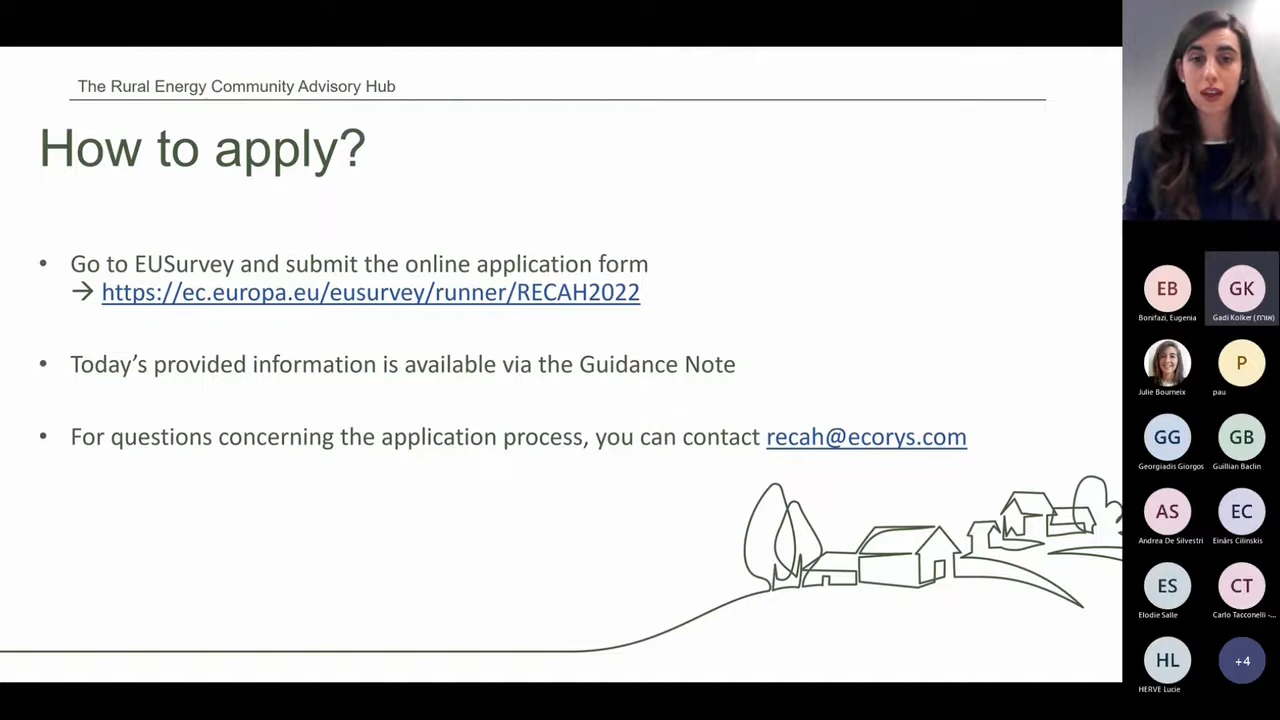 The Rural Energy Community Advisory Hub
How to apply?
• Go to EUSurvey and submit the online application form
→ https://ec.europa.eu/eusurvey/runner/RECAH2022
• Today’s provided information is available via the Guidance Note
• For questions concerning the application process, you can contact recah@ecorys.com
EB
GK
Bonifazi, Eugenia
Gadi Kolker (אורח)
P
Julie Bourneix
pau
GG
GB
Georgiadis Giorgos
Guillian Baclin
AS
EC
Andrea De Silvestri
Einārs Cilinskis
ES
CT
Elodie Salle
Carlo Tacconelli -...
HL
+4
HERVE Lucie